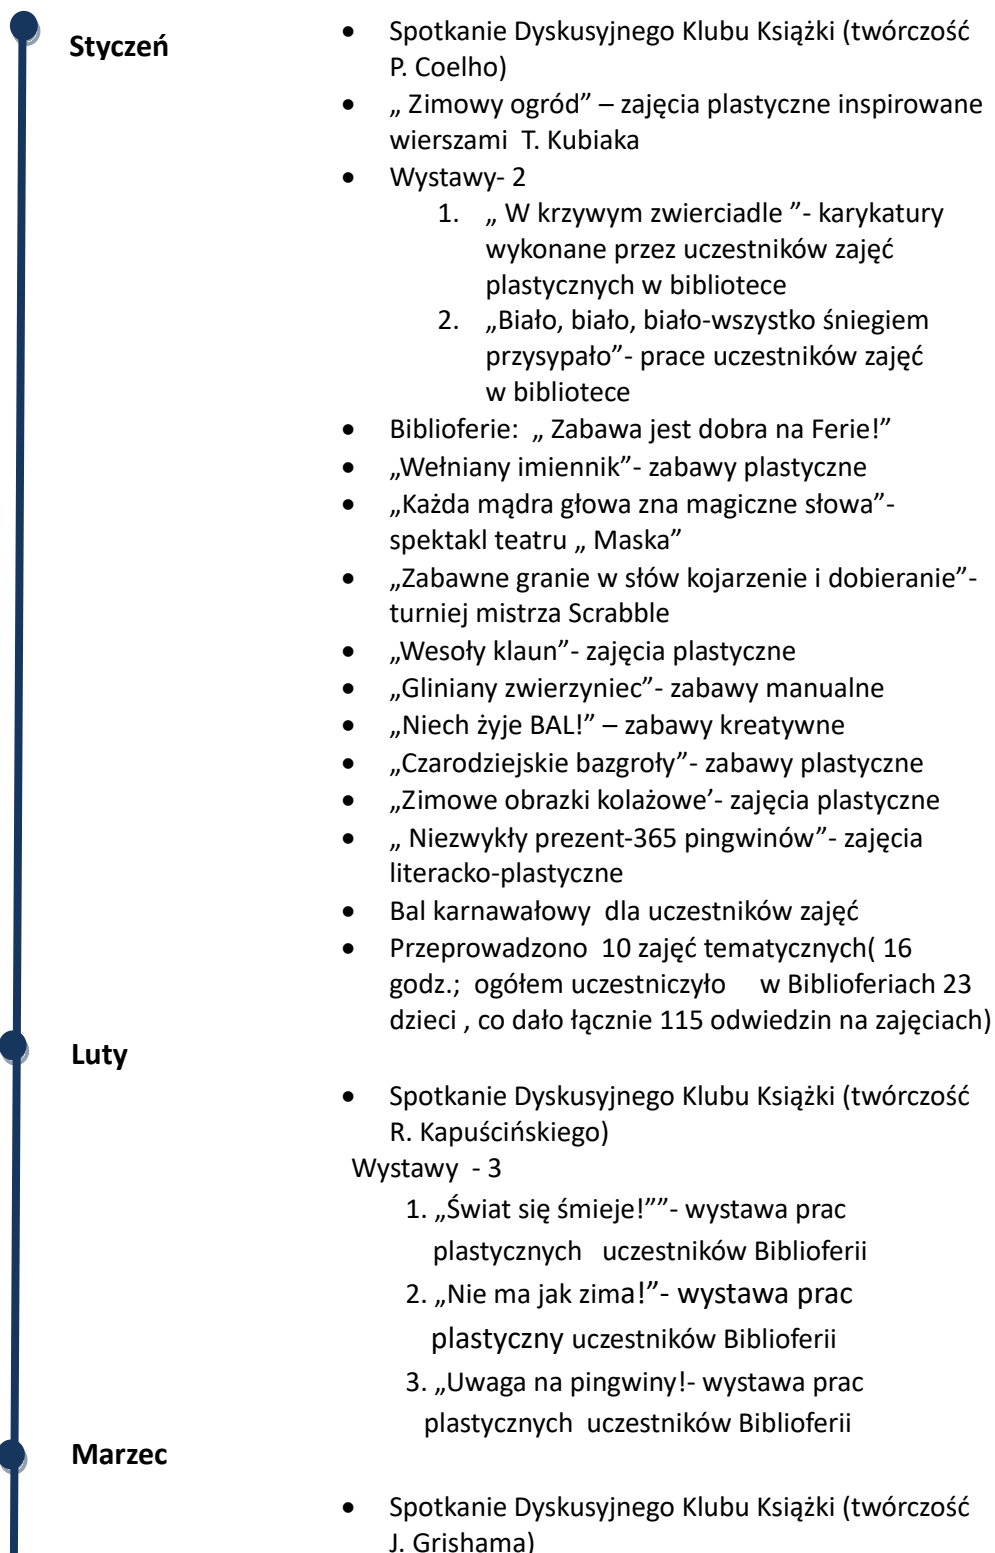 Styczeń
• Spotkanie Dyskusyjnego Klubu Książki (twórczość
P. Coelho)
• „ Zimowy ogród” – zajęcia plastyczne inspirowane
wierszami T. Kubiaka
• Wystawy- 2
1. „ W krzywym zwierciadle ”- karykatury
wykonane przez uczestników zajęć
plastycznych w bibliotece
2. „Biało, biało, biało-wszystko śniegiem
przysypało”- prace uczestników zajęć
w bibliotece
• Biblioferie: „ Zabawa jest dobra na Ferie!”
• „Wełniany imiennik”- zabawy plastyczne
• „Każda mądra głowa zna magiczne słowa”-
spektakl teatru „ Maska”
• „Zabawne granie w słów kojarzenie i dobieranie”-
turniej mistrza Scrabble
• „Wesoły klaun”- zajęcia plastyczne
• „Gliniany zwierzyniec”- zabawy manualne
• „Niech żyje BAL!” – zabawy kreatywne
• „Czarodziejskie bazgroły”- zabawy plastyczne
• „Zimowe obrazki kolażowe’- zajęcia plastyczne
• „ Niezwykły prezent-365 pingwinów”- zajęcia
literacko-plastyczne
• Bal karnawałowy dla uczestników zajęć
• Przeprowadzono 10 zajęć tematycznych( 16
godz.; ogółem uczestniczyło w Biblioferiach 23
dzieci , co dało łącznie 115 odwiedzin na zajęciach)
Luty
• Spotkanie Dyskusyjnego Klubu Książki (twórczość
R. Kapuścińskiego)
Wystawy - 3
1. „Świat się śmieje!””- wystawa prac
plastycznych uczestników Biblioferii
2. „Nie ma jak zima!”- wystawa prac
plastyczny uczestników Biblioferii
3. „Uwaga na pingwiny!- wystawa prac
plastycznych uczestników Biblioferii
Marzec
• Spotkanie Dyskusyjnego Klubu Książki (twórczość
J. Grishama)